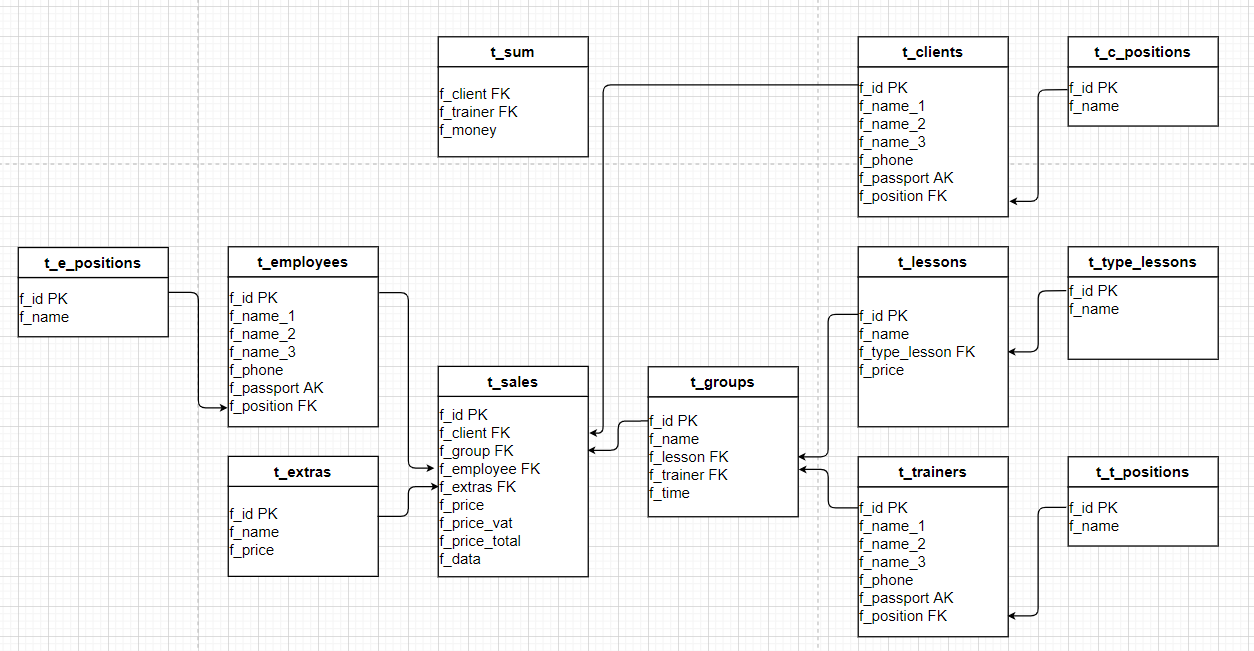 t_sum
f_client FK
f_trainer FK
f_money
t_clients
f_id PK
f_name_1
f_name_2
f_name_3
f_phone
f_passport AK
f_position FK
t_c_positions
f_id PK
f_name
t_e_positions
f_id PK
f_name
t_employees
f_id PK
f_name_1
f_name_2
f_name_3
f_phone
f_passport AK
f_position FK
t_lessons
f_id PK
f_name
f_type_lesson FK
f_price
t_type_lessons
f_id PK
f_name
t_sales
f_id PK
f_client FK
f_group FK
f_employee FK
f_extras FK
f_price
f_price_vat
f_price_total
f_data
t_groups
f_id PK
f_name
f_lesson FK
f_trainer FK
f_time
t_extras
f_id PK
f_name
f_price
t_trainers
f_id PK
f_name_1
f_name_2
f_name_3
f_phone
f_passport AK
f_position FK
t_t_positions
f_id PK
f_name